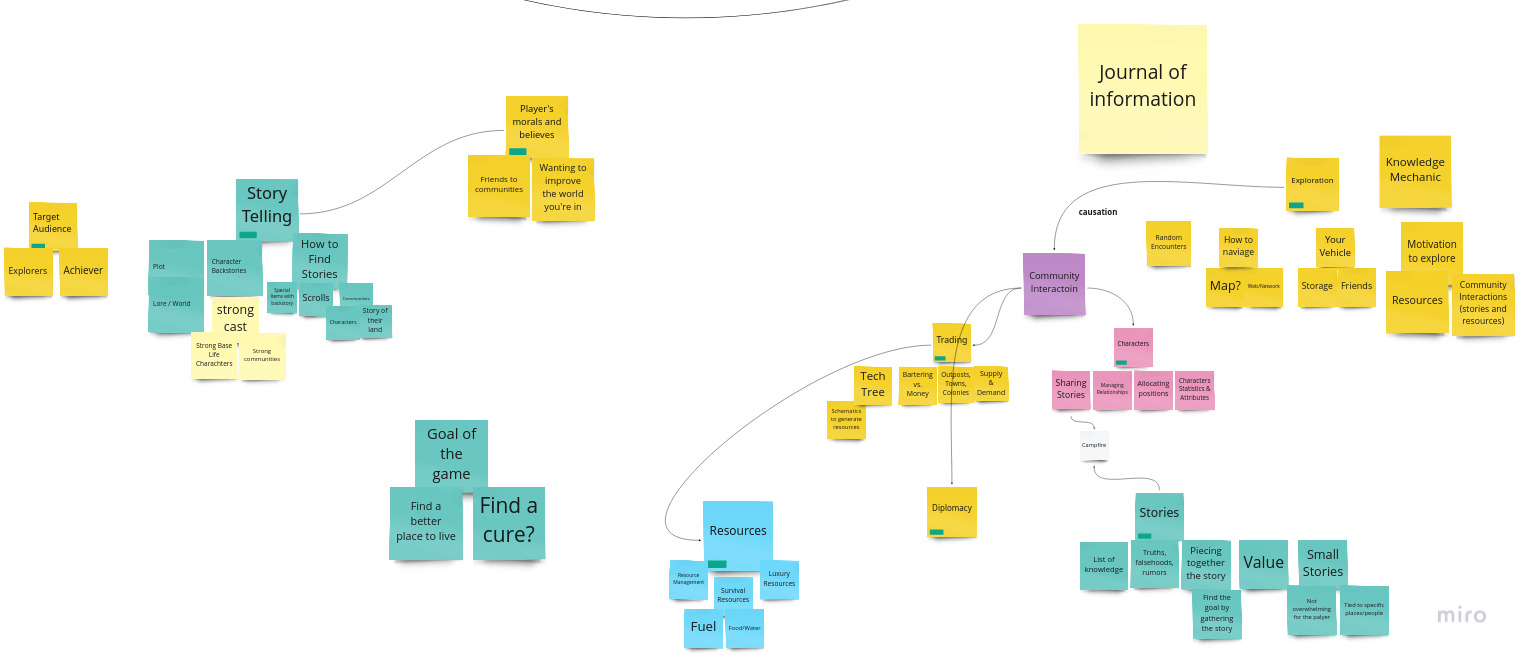 Journal of
information
Player's
morals and
believes
Friends to
communities
Wanting to
improve
the world
you're in
Story
Telling
Target
Audience
Explorers
Achiever
Plot
Lore / World
Character
Backstories
How to
Find
Stories
Special
items with
backstory
Scrolls
Communities
Characters
Story of
their
land
strong
cast
Strong Base
Life
Charachters
Strong
communities
Goal of
the
game
Find a
better
place to live
Find a
cure?
Exploration
causation
Knowledge
Mechanic
Random
Encounters
How to
naviage
Map?
Web/Network
Your
Vehicle
Storage
Friends
Motivation
to explore
Resources
Community
Interactions
(stories and
resources)
Community
Interactoin
Trading
Tech
Tree
Schematics
to generate
resources
Bartering
vs.
Money
Outposts,
Towns,
Colonies
Supply
&
Demand
Characters
Sharing
Stories
Managing
Relationships
Allocating
positions
Characters
Statistics &
Attributes
Campfire
Diplomacy
Resources
Resource
Management
Survival
Resources
Luxury
Resources
Fuel
Food/Water
Stories
List of
knowledge
Truths,
falsehoods,
rumors
Piecing
together
the story
Find the
goal by
gathering
the story
Value
Small
Stories
Not
overwhelming
for the palyer
Tied to specific
places/people
miro